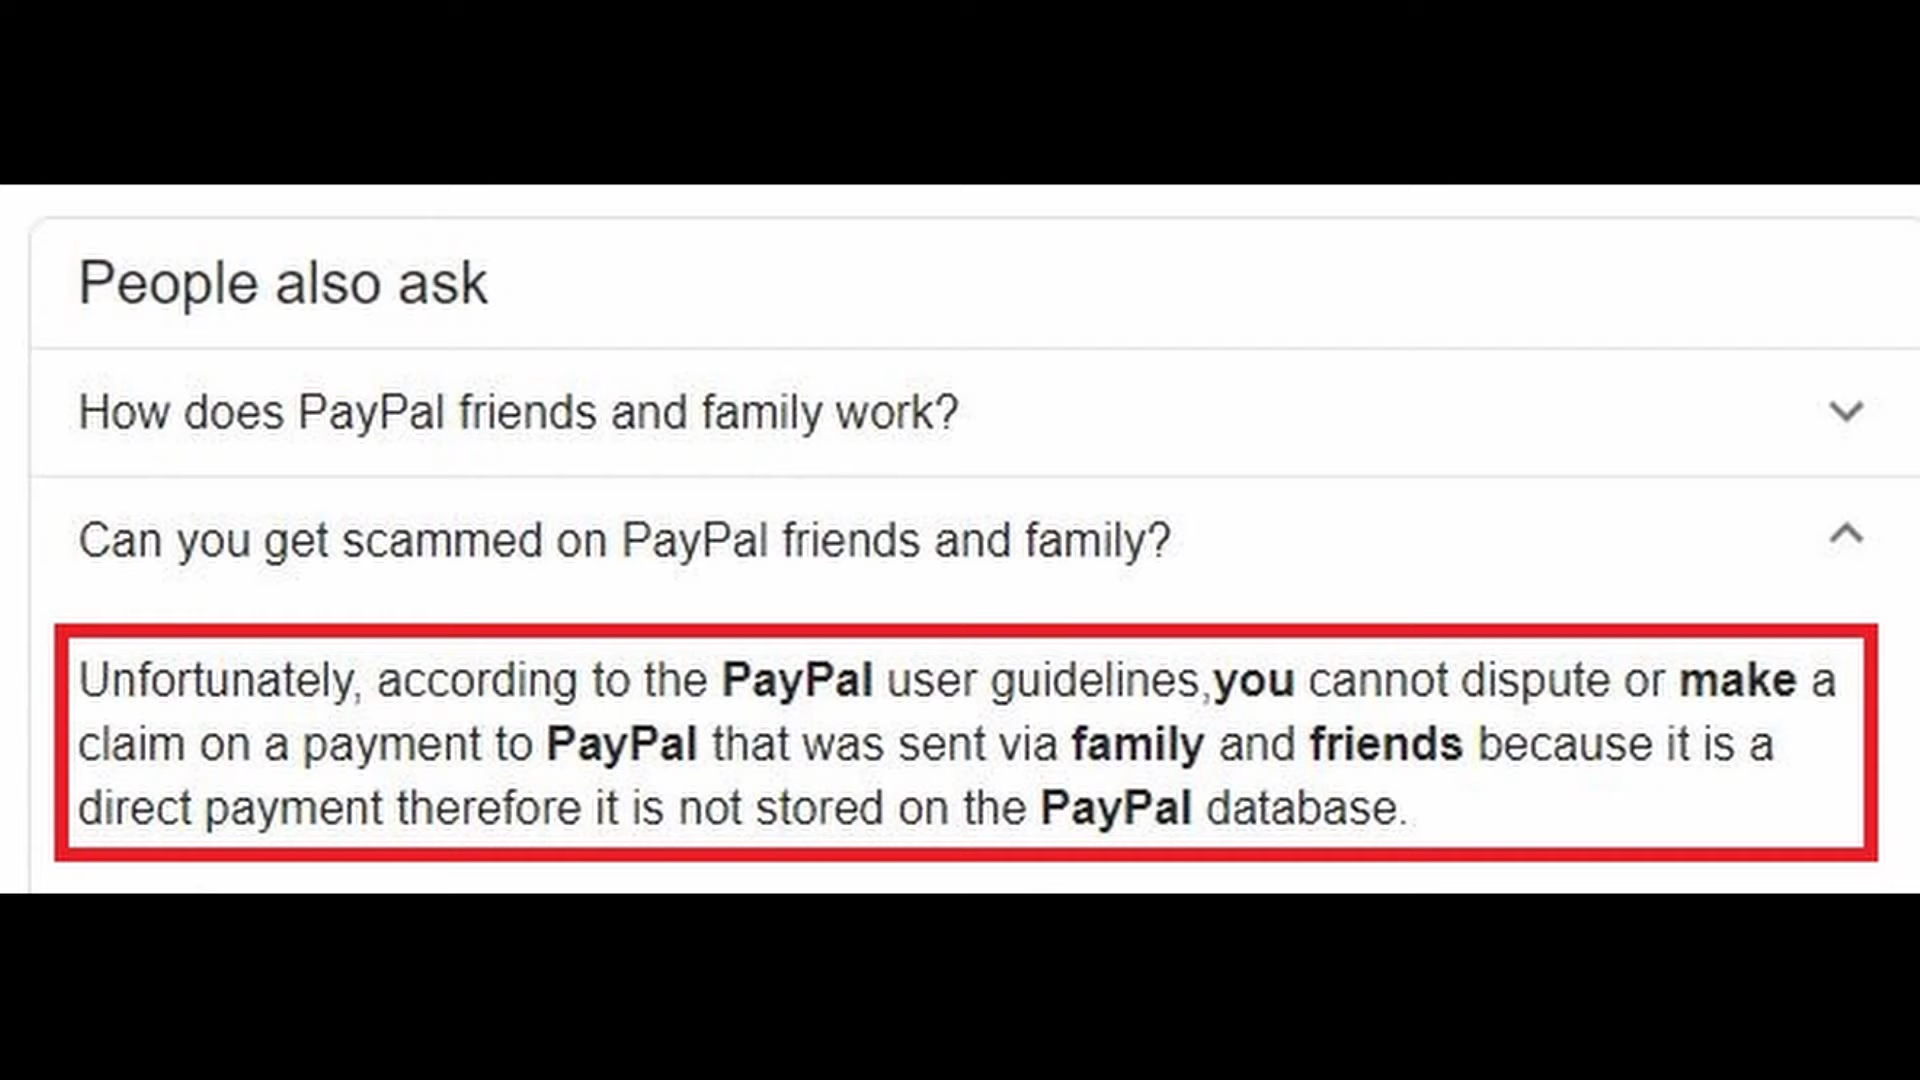 People also ask
How does PayPal friends and family work?
Can you get scammed on PayPal friends and family?
Unfortunately, according to the PayPal user guidelines,you cannot dispute or make a
claim on a payment to PayPal that was sent via family and friends because it is a
direct payment therefore it is not stored on the PayPal database.